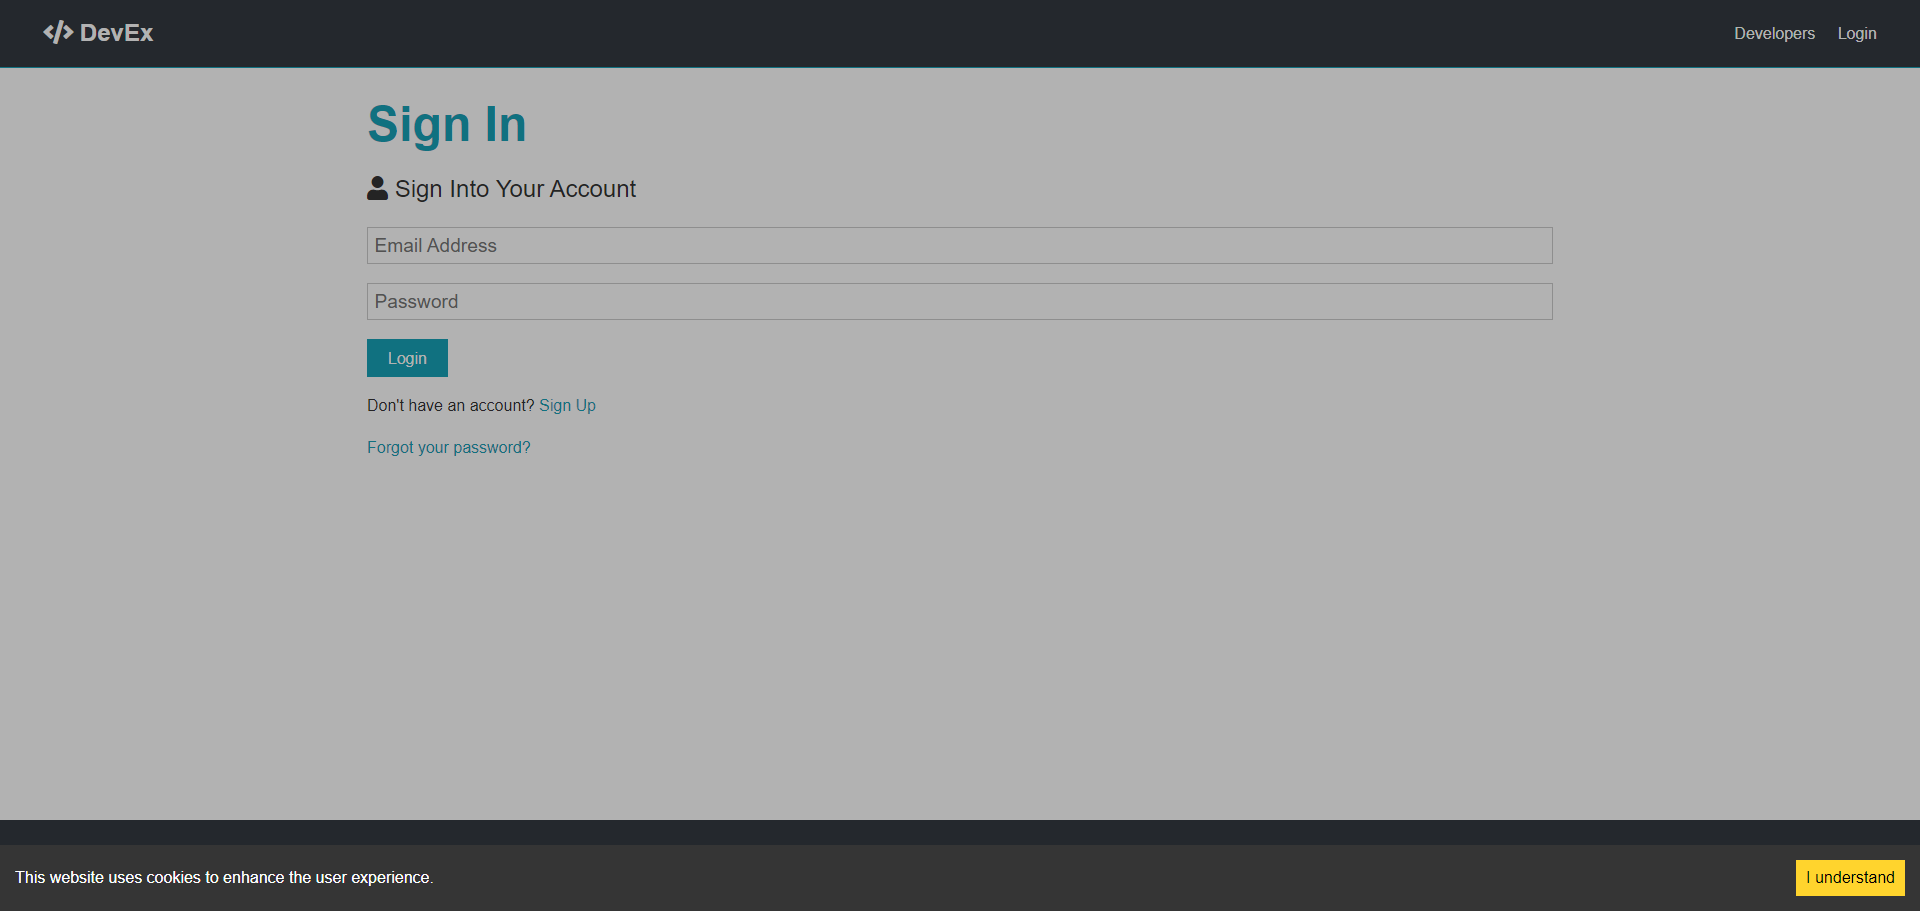 DevEx
Developers Login
Sign In
Sign Into Your Account
Email Address
Password
Login
Don't have an account? Sign Up
Forgot your password?
This website uses cookies to enhance the user experience.
I understand